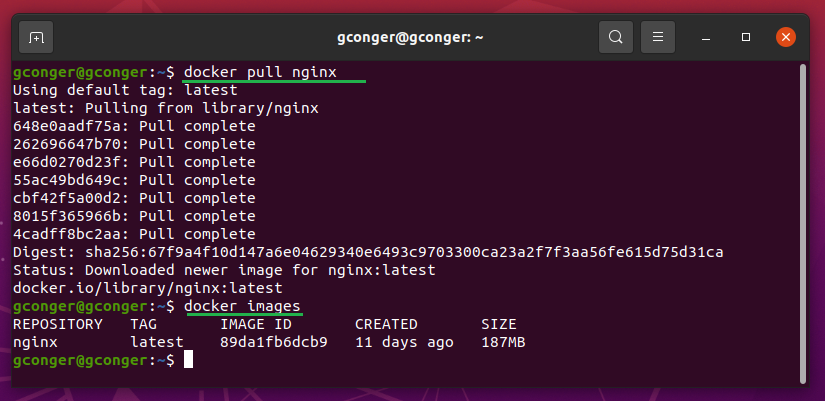 gconger@gconger: ~
gconger@gconger:~$ docker pull nginx
Using default tag: latest
latest: Pulling from library/nginx
648e0aadf75a: Pull complete
262696647b70: Pull complete
e66d0270d23f: Pull complete
55ac49bd649c: Pull complete
cbf42f5a00d2: Pull complete
8015f365966b: Pull complete
4cadff8bc2aa: Pull complete
Digest: sha256:67f9a4f10d147a6e04629340e6493c9703300ca23a2f7f3aa56fe615d75d31ca
Status: Downloaded newer image for nginx:latest
docker.io/library/nginx:latest
gconger@gconger:~$ docker images
REPOSITORY   TAG       IMAGE ID       CREATED       SIZE
nginx        latest    89da1fb6dcb9   11 days ago   187MB
gconger@gconger:~$